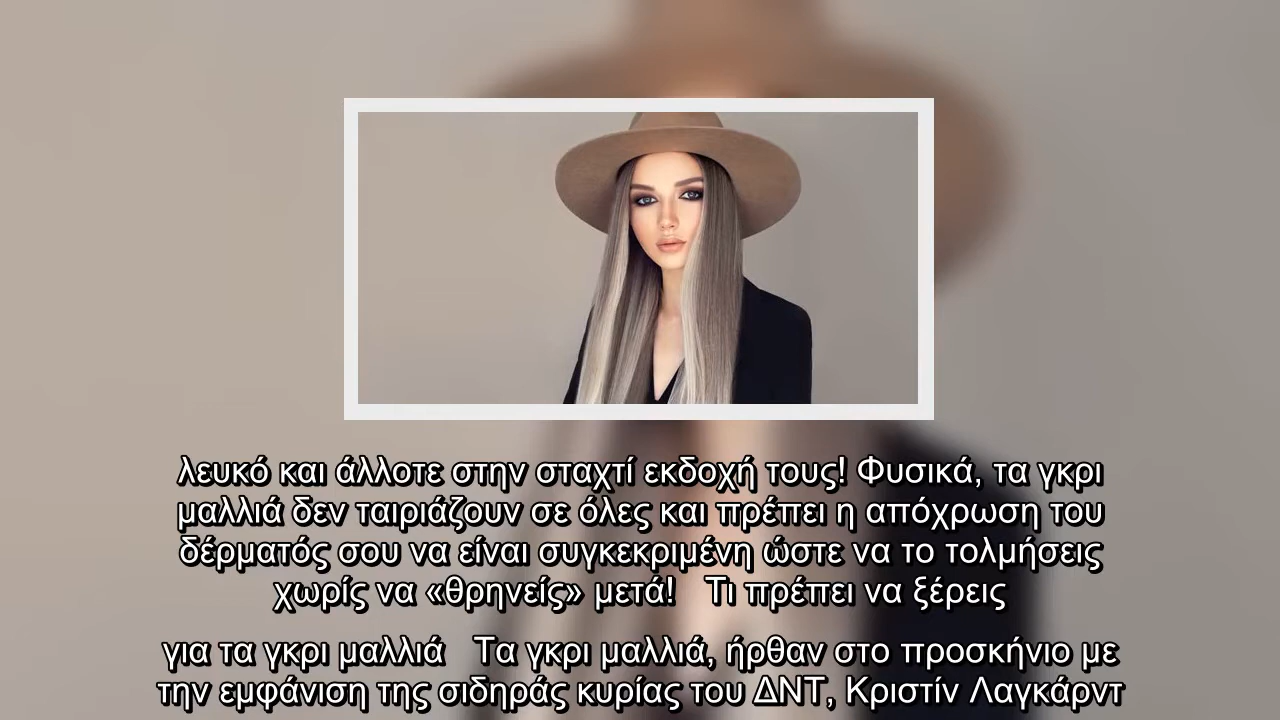 λευκό και άλλοτε στην σταχτί εκδοχή τους! Φυσικά, τα γκρι
μαλλιά δεν ταιριάζουν σε όλες και πρέπει η απόχρωση του
δέρματός σου να είναι συγκεκριμένη ώστε να το τολμήσεις
χωρίς να «θρηνείς» μετά!   Τι πρέπει να ξέρεις
για τα γκρι μαλλιά   Τα γκρι μαλλιά, ήρθαν στο προσκήνιο με
την εμφάνιση της σιδηράς κυρίας του ΔΝΤ, Κριστίν Λαγκάρντ